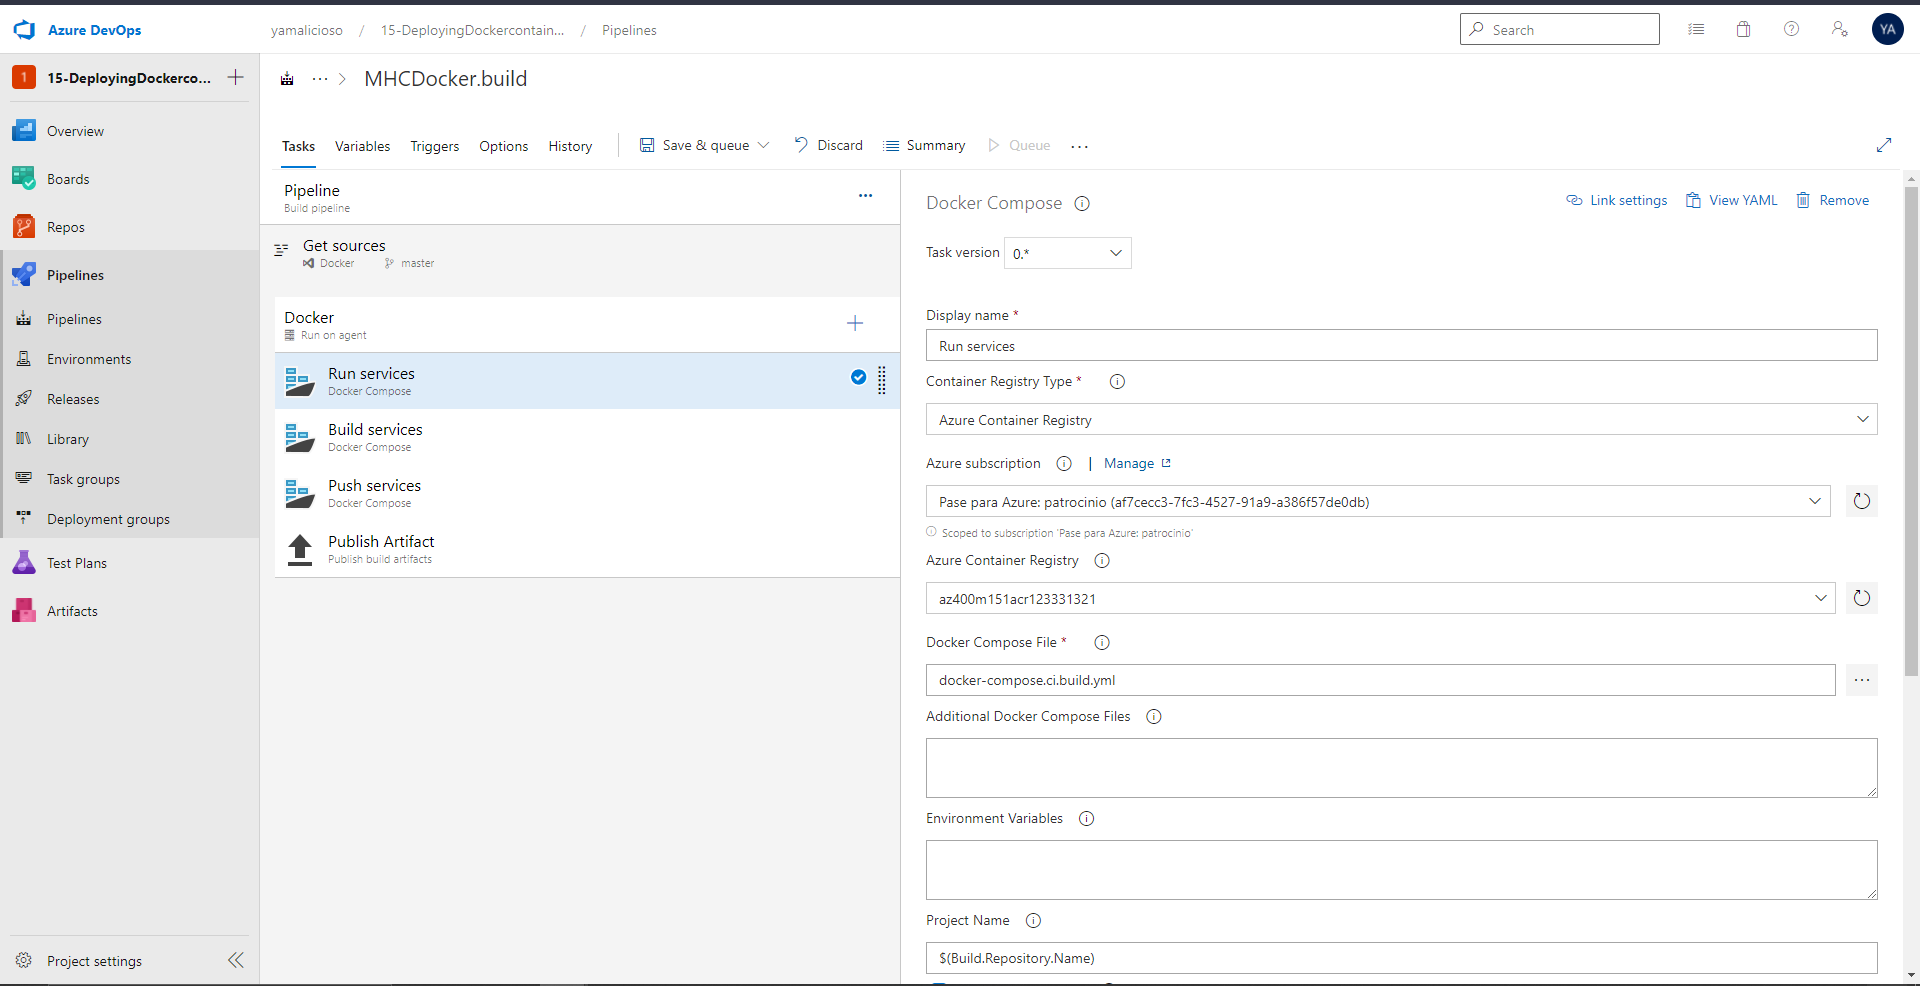 Azure DevOps
yamalicioso / 15-DeployingDockercontain... / Pipelines
Search
YA
1 15-DeployingDockerco...
Overview
Boards
Repos
Pipelines
Pipelines
Environments
Releases
Library
Task groups
Deployment groups
Test Plans
Artifacts
Project settings
... > MHCDocker.build
Tasks Variables Triggers Options History Save & queue Discard Summary Queue ...
Pipeline
Build pipeline
...
Get sources
Docker master
Docker
Run on agent
Run services
Docker Compose
Build services
Docker Compose
Push services
Docker Compose
Publish Artifact
Publish build artifacts
Docker Compose
Link settings View YAML Remove
Task version 0.*
Display name *
Run services
Container Registry Type *
Azure Container Registry
Azure subscription | Manage
Pase para Azure: patrocinio (af7cecc3-7fc3-4527-91a9-a386f57de0db)
Scoped to subscription 'Pase para Azure: patrocinio'
Azure Container Registry
az400m151acr123331321
Docker Compose File *
docker-compose.ci.build.yml
...
Additional Docker Compose Files
Environment Variables
Project Name
$(Build.Repository.Name)